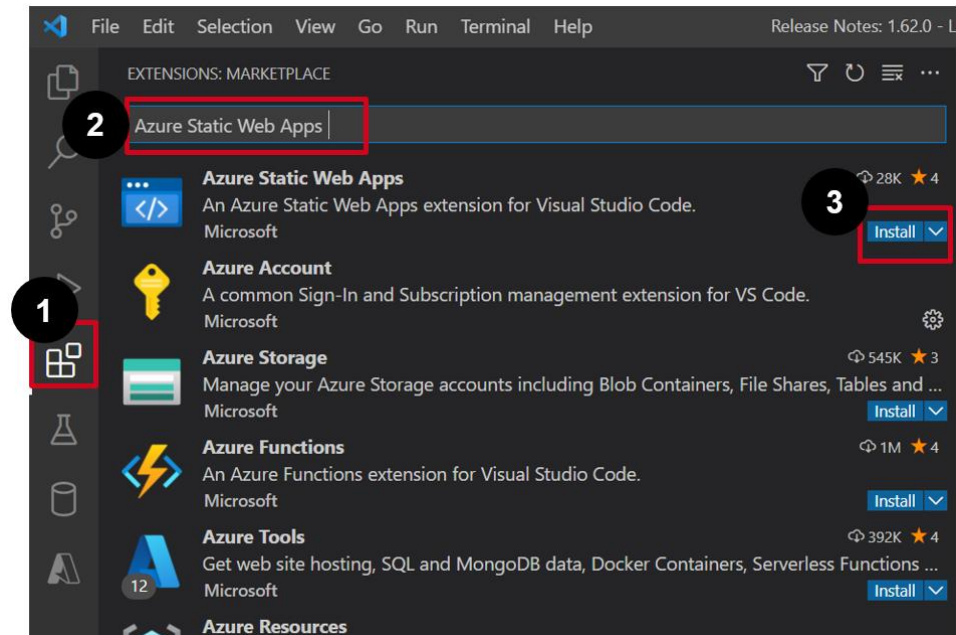 File Edit Selection View Go Run Terminal Help Release Notes: 1.62.0 - L
EXTENSIONS: MARKETPLACE
2
Azure Static Web Apps
Azure Static Web Apps 28K 4
</>
An Azure Static Web Apps extension for Visual Studio Code.
3
Microsoft Install
Azure Account
A common Sign-In and Subscription management extension for VS Code.
1
Microsoft
Azure Storage 545K 3
Manage your Azure Storage accounts including Blob Containers, File Shares, Tables and ...
Microsoft Install
Azure Functions 1M 4
An Azure Functions extension for Visual Studio Code.
Microsoft Install
Azure Tools 392K 4
Get web site hosting, SQL and MongoDB data, Docker Containers, Serverless Functions ...
12
Microsoft Install
Azure Resources